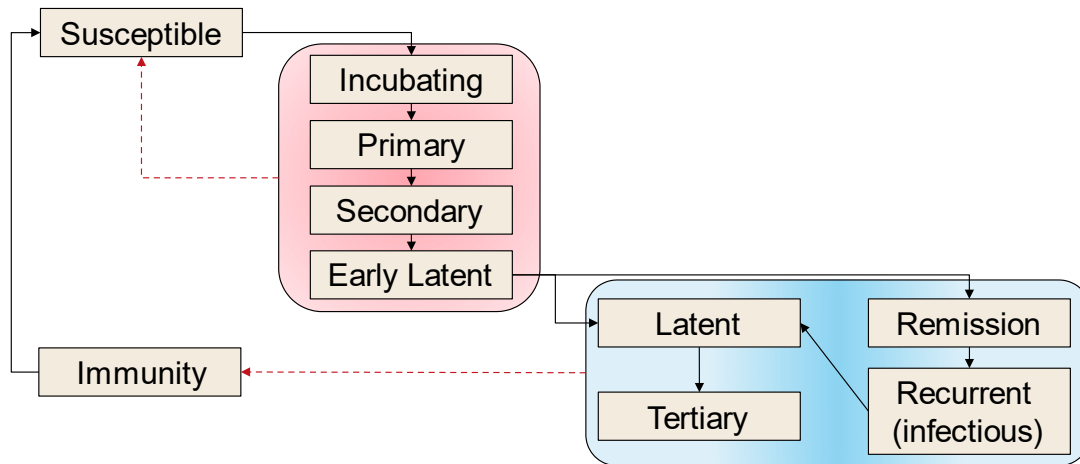 Susceptible
Incubating
Primary
Secondary
Early Latent
Latent
Remission
Immunity
Tertiary
Recurrent
(infectious)